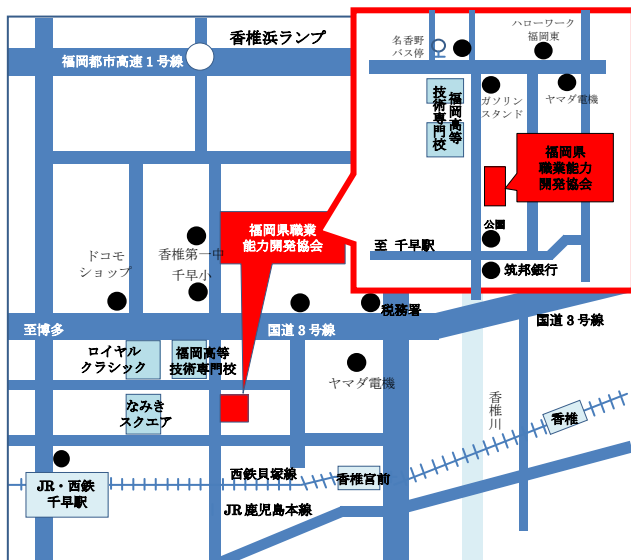 香椎浜ランプ
福岡都市高速１号線
名香野
バス停
ハローワーク
福岡東
福岡高等
技術専門校
ガソリン
スタンド
ヤマダ電機
福岡県
職業能力
開発協会
公園
至 千早駅
筑邦銀行
福岡県職業
能力開発協会
ドコモ
ショップ
香椎第一中
千早小
税務署
至博多
国道３号線
国道３号線
ロイヤル
クラシック
福岡高等
技術専門校
ヤマダ電機
なみき
スクエア
香椎川
香椎
西鉄貝塚線
香椎宮前
JR・西鉄
千早駅
JR鹿児島本線